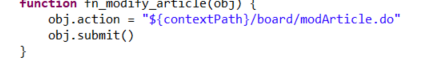 function fn_modify_article(obj) {
obj.action = "${contextPath}/board/modArticle.do"
obj.submit()
}